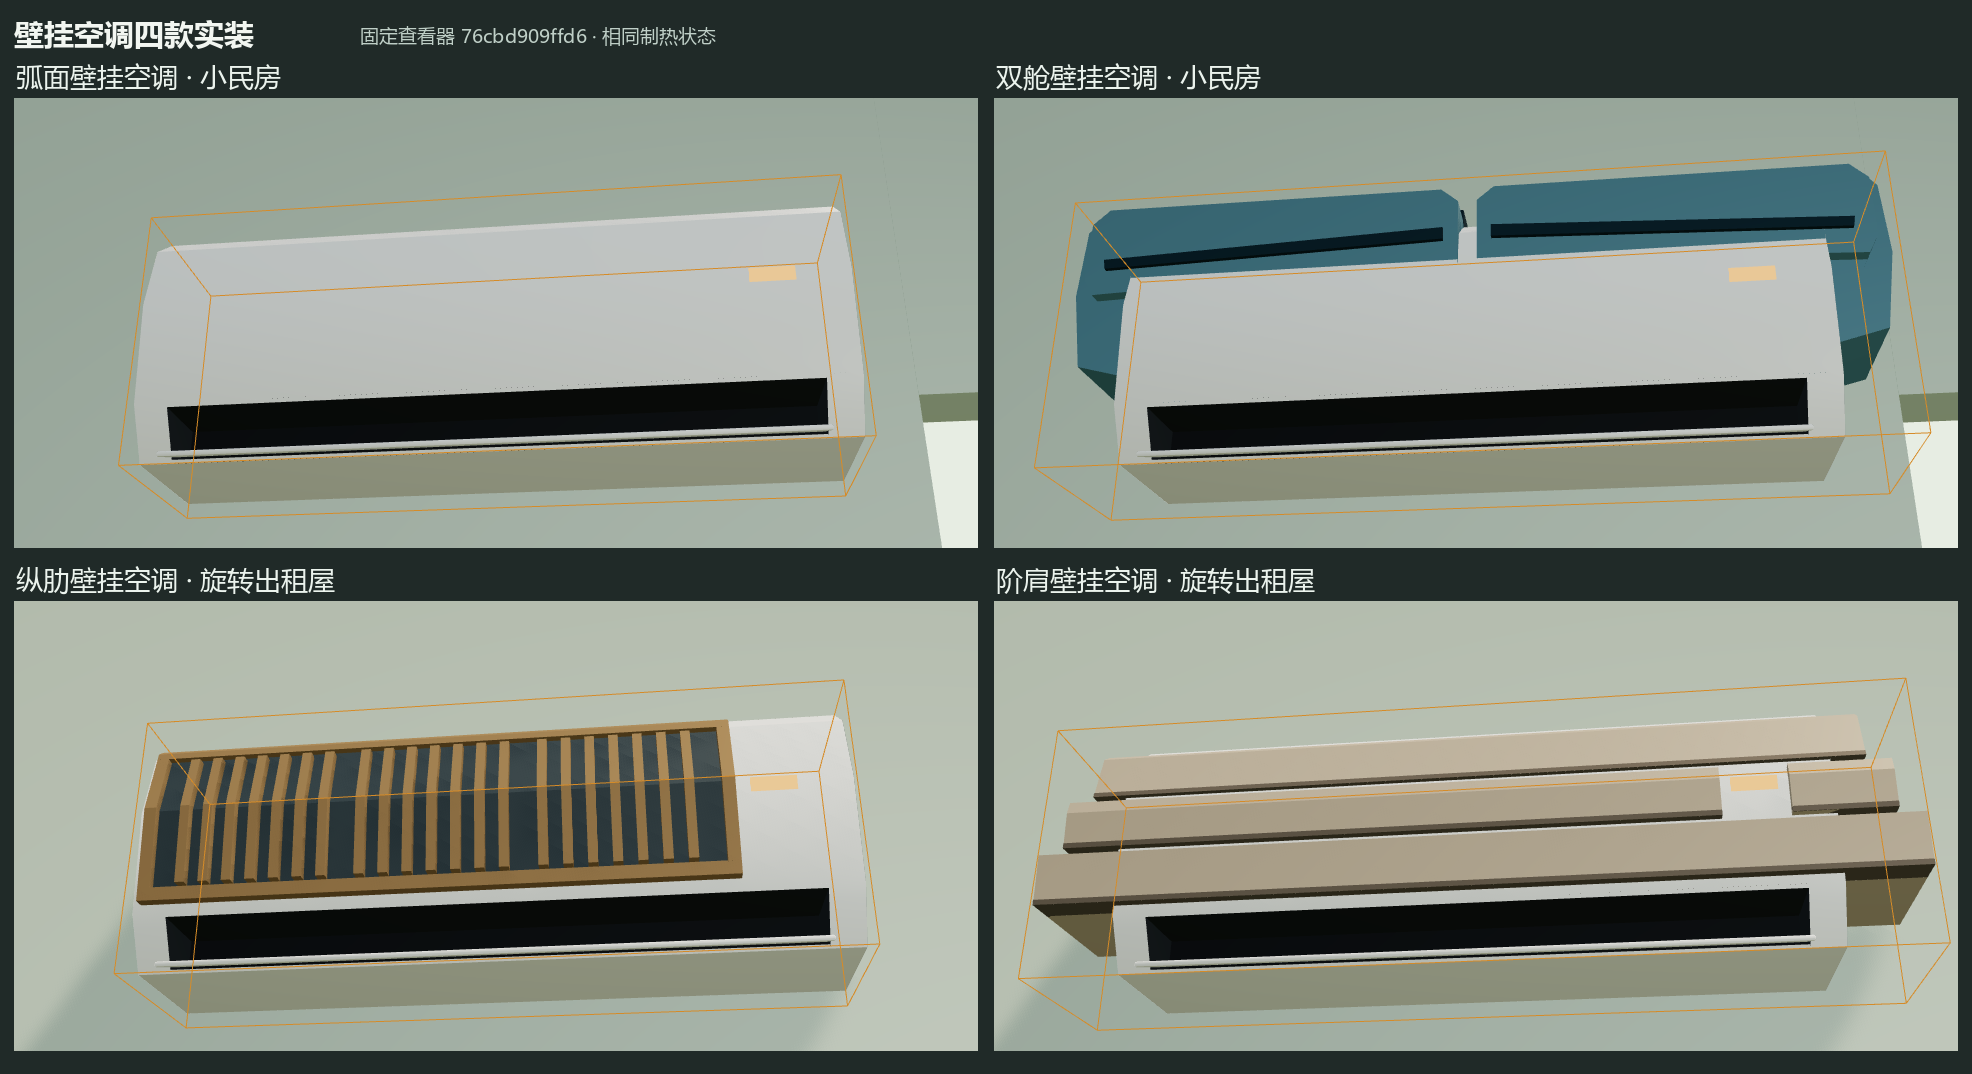 壁挂空调四款实装
固定查看器 76cbd909ffd6 · 相同制热状态
弧面壁挂空调 · 小民房
双舱壁挂空调 · 小民房
纵肋壁挂空调 · 旋转出租屋
阶肩壁挂空调 · 旋转出租屋